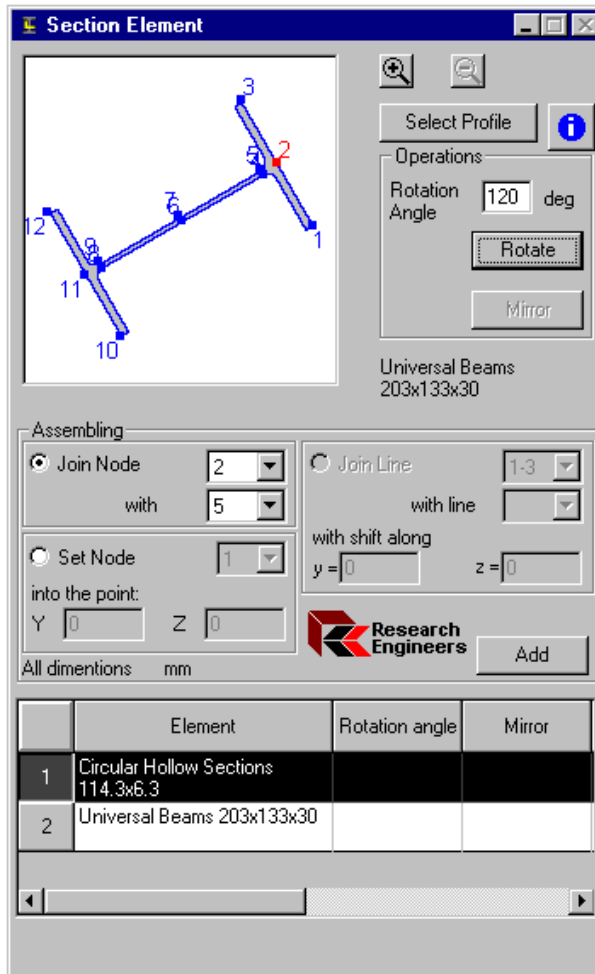 Section Element
3
2
5
7
6
1
12
9
8
11
10
Select Profile
Operations
Rotation
Angle
120 deg
Rotate
Mirror
Universal Beams
203x133x30
Assembling
Join Node 2
with 5
Join Line 1-3
with line
with shift along
y = 0 z = 0
Set Node 1
into the point:
Y 0 Z 0
All dimentions mm
Research
Engineers
Add
Element Rotation angle Mirror
1 Circular Hollow Sections
114.3x6.3
2 Universal Beams 203x133x30